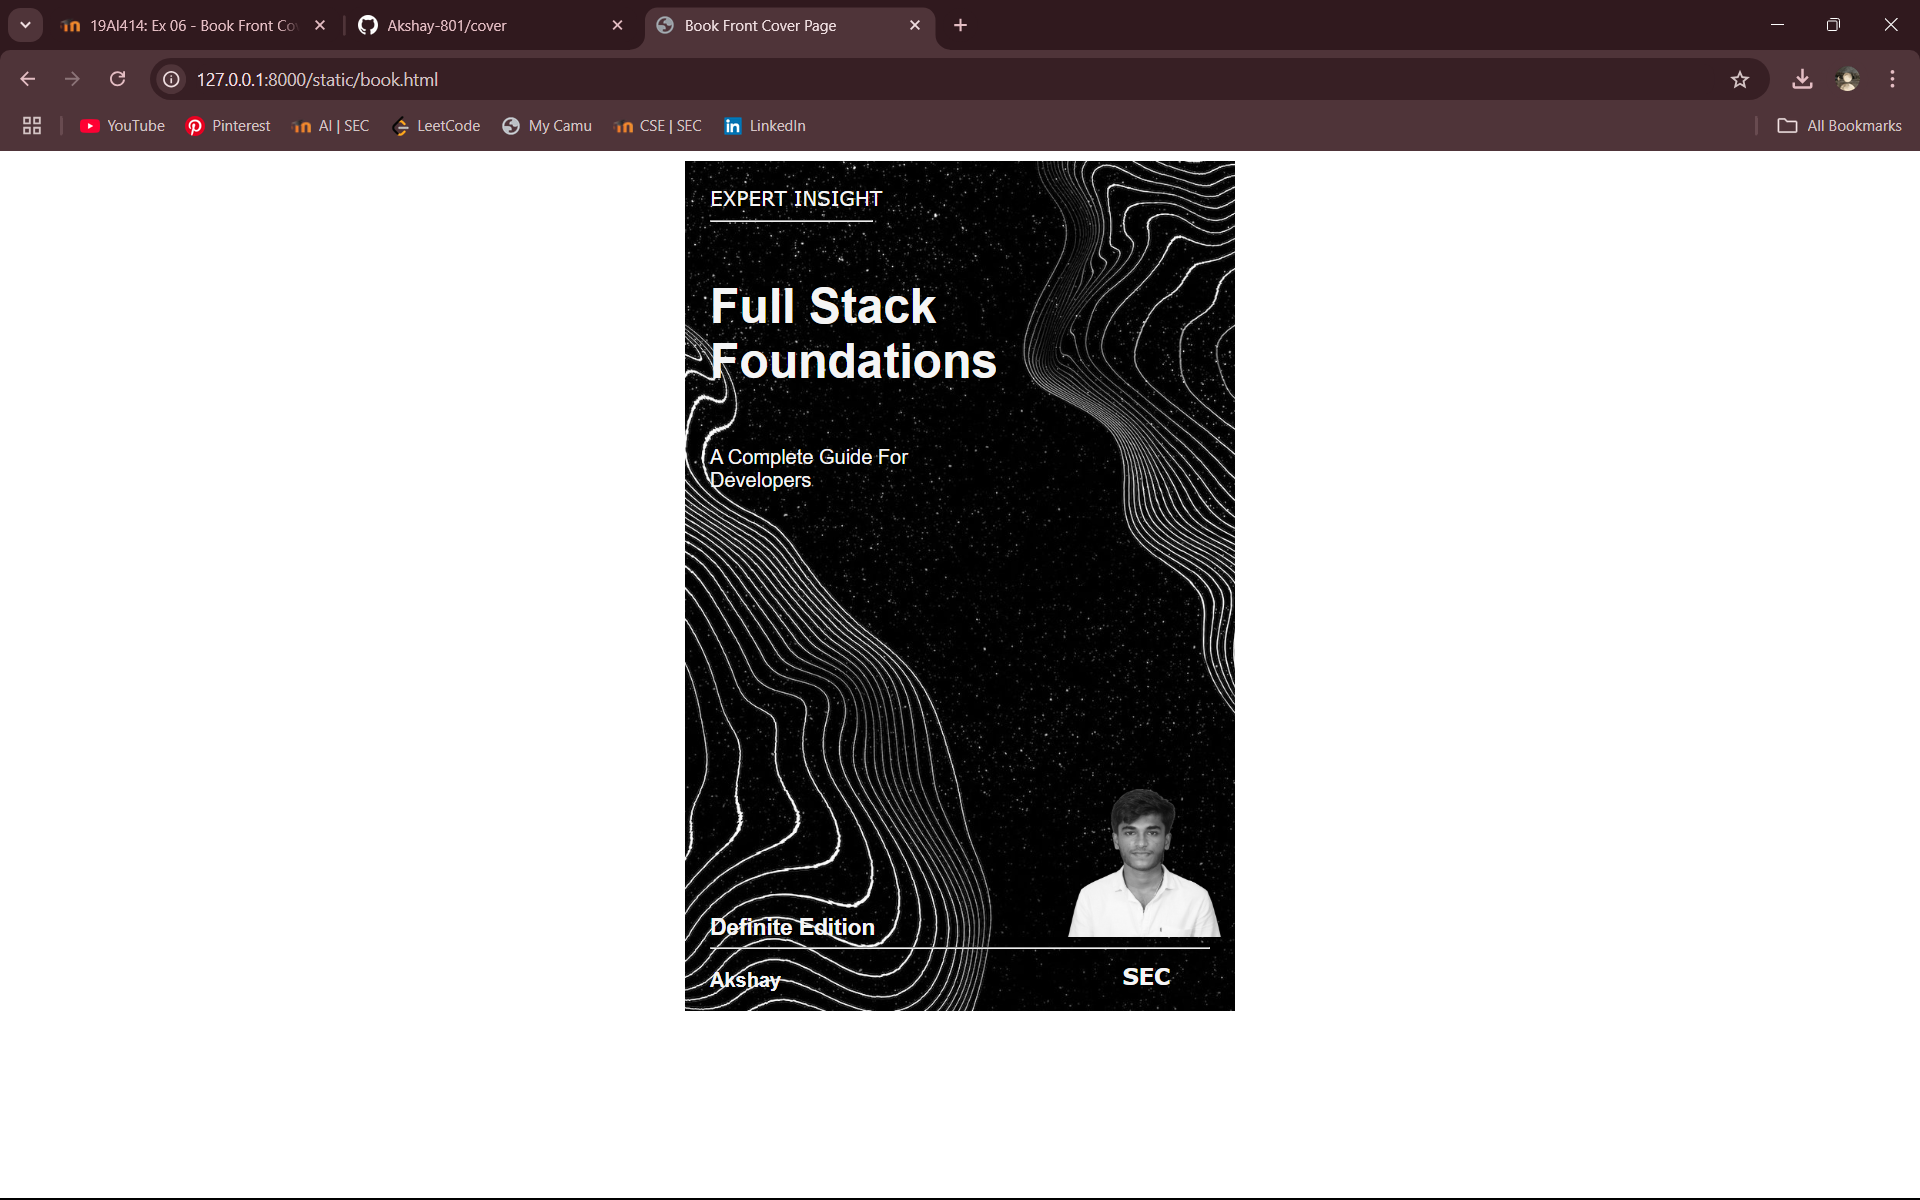 19AI414: Ex 06 - Book Front Co
Akshay-801/cover
Book Front Cover Page
127.0.0.1:8000/static/book.html
YouTube
Pinterest
AI | SEC
LeetCode
My Camu
CSE | SEC
LinkedIn
All Bookmarks
EXPERT INSIGHT
Full Stack
Foundations
A Complete Guide For
Developers
Definite Edition
Akshay
SEC